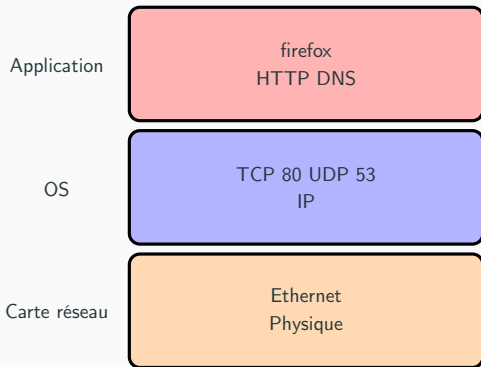 Application
firefox
HTTP DNS
OS
TCP 80 UDP 53
IP
Carte réseau
Ethernet
Physique